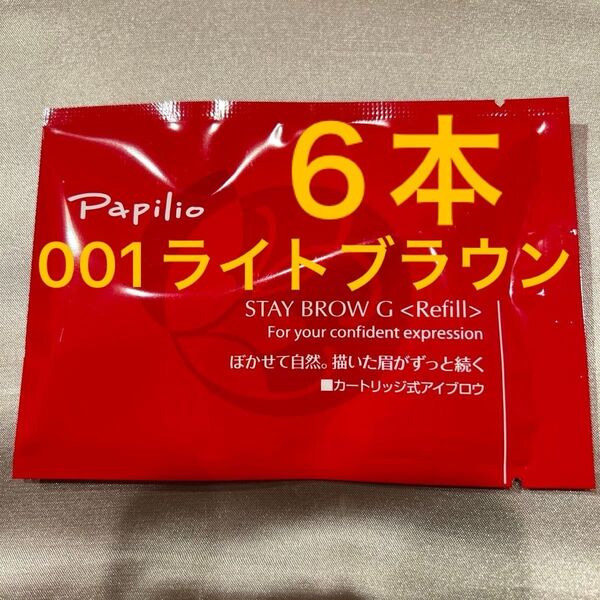 ６本
Papilio
001ライトブラウン
STAY BROW G <Refill>
For your confident expression
ぼかせて自然。描いた眉がずっと続く
■カートリッジ式アイブロウ